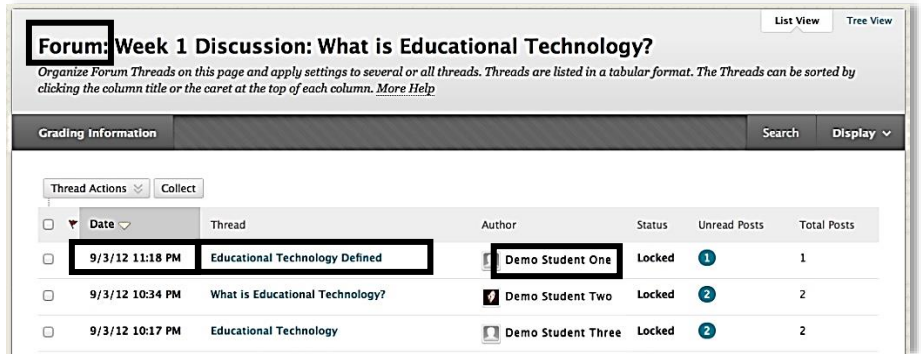 List View Tree View
Forum: Week 1 Discussion: What is Educational Technology?
Organize Forum Threads on this page and apply settings to several or all threads. Threads are listed in a tabular format. The Threads can be sorted by
clicking the column title or the caret at the top of each column. More Help
Grading Information Search Display
Thread Actions Collect
Date Thread Author Status Unread Posts Total Posts
9/3/12 11:18 PM Educational Technology Defined Demo Student One Locked 1 1
9/3/12 10:34 PM What is Educational Technology? Demo Student Two Locked 2 2
9/3/12 10:17 PM Educational Technology Demo Student Three Locked 2 2